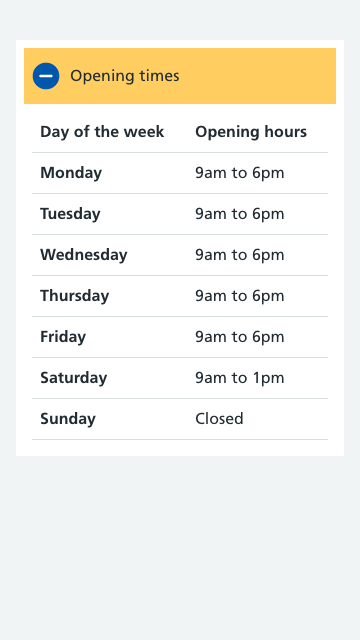 Opening times
Day of the week Opening hours
Monday 9am to 6pm
Tuesday 9am to 6pm
Wednesday 9am to 6pm
Thursday 9am to 6pm
Friday 9am to 6pm
Saturday 9am to 1pm
Sunday Closed